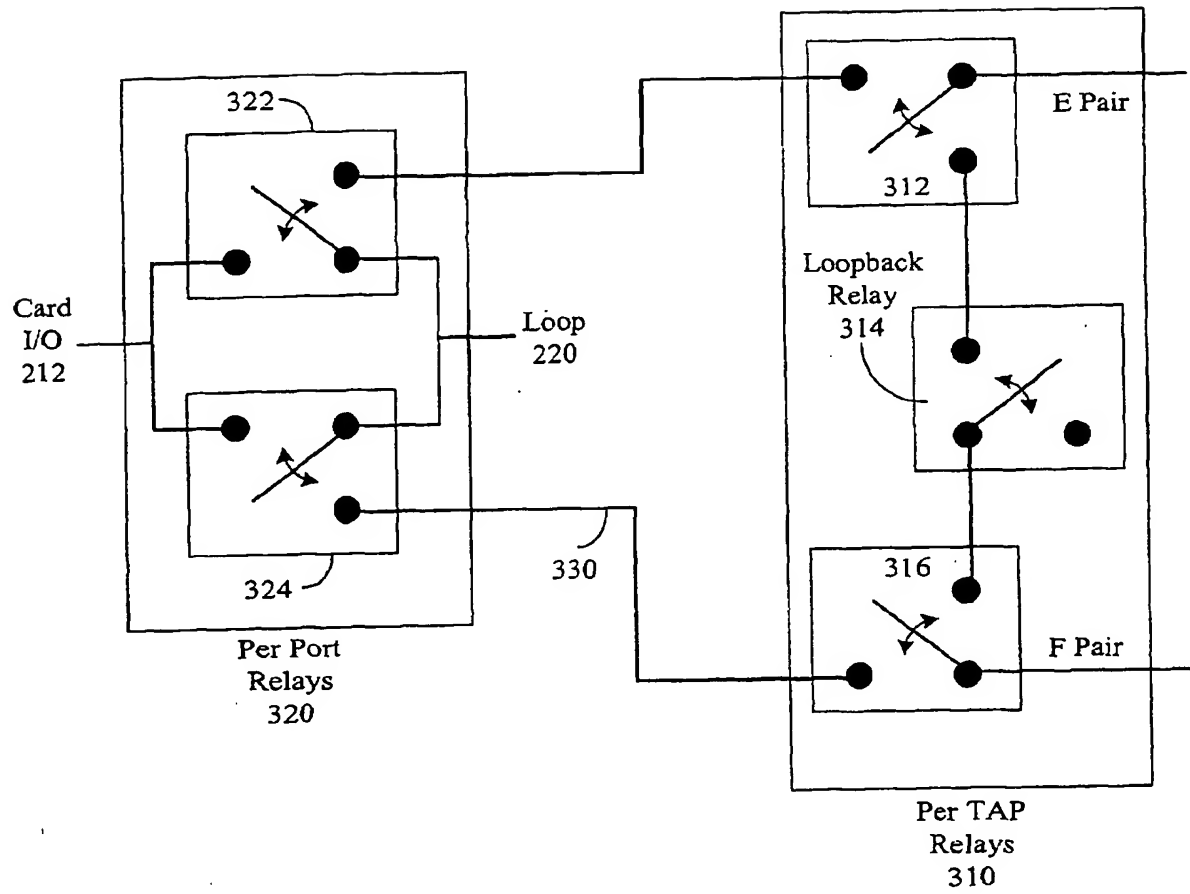 322
Card
I/O
212
Loop
220
324
330
Per Port
Relays
320
E Pair
312
Loopback
Relay
314
316
F Pair
Per TAP
Relays
310